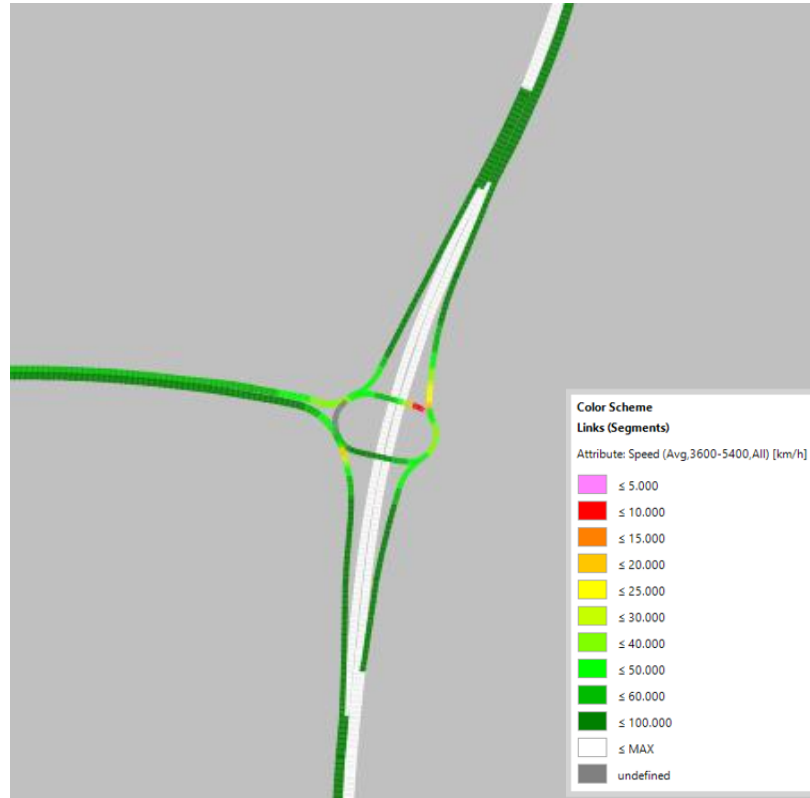 Color Scheme
Links (Segments)
Attribute: Speed (Avg,3600-5400,All) [km/h]
≤ 5.000
≤ 10.000
≤ 15.000
≤ 20.000
≤ 25.000
≤ 30.000
≤ 40.000
≤ 50.000
≤ 60.000
≤ 100.000
≤ MAX
undefined